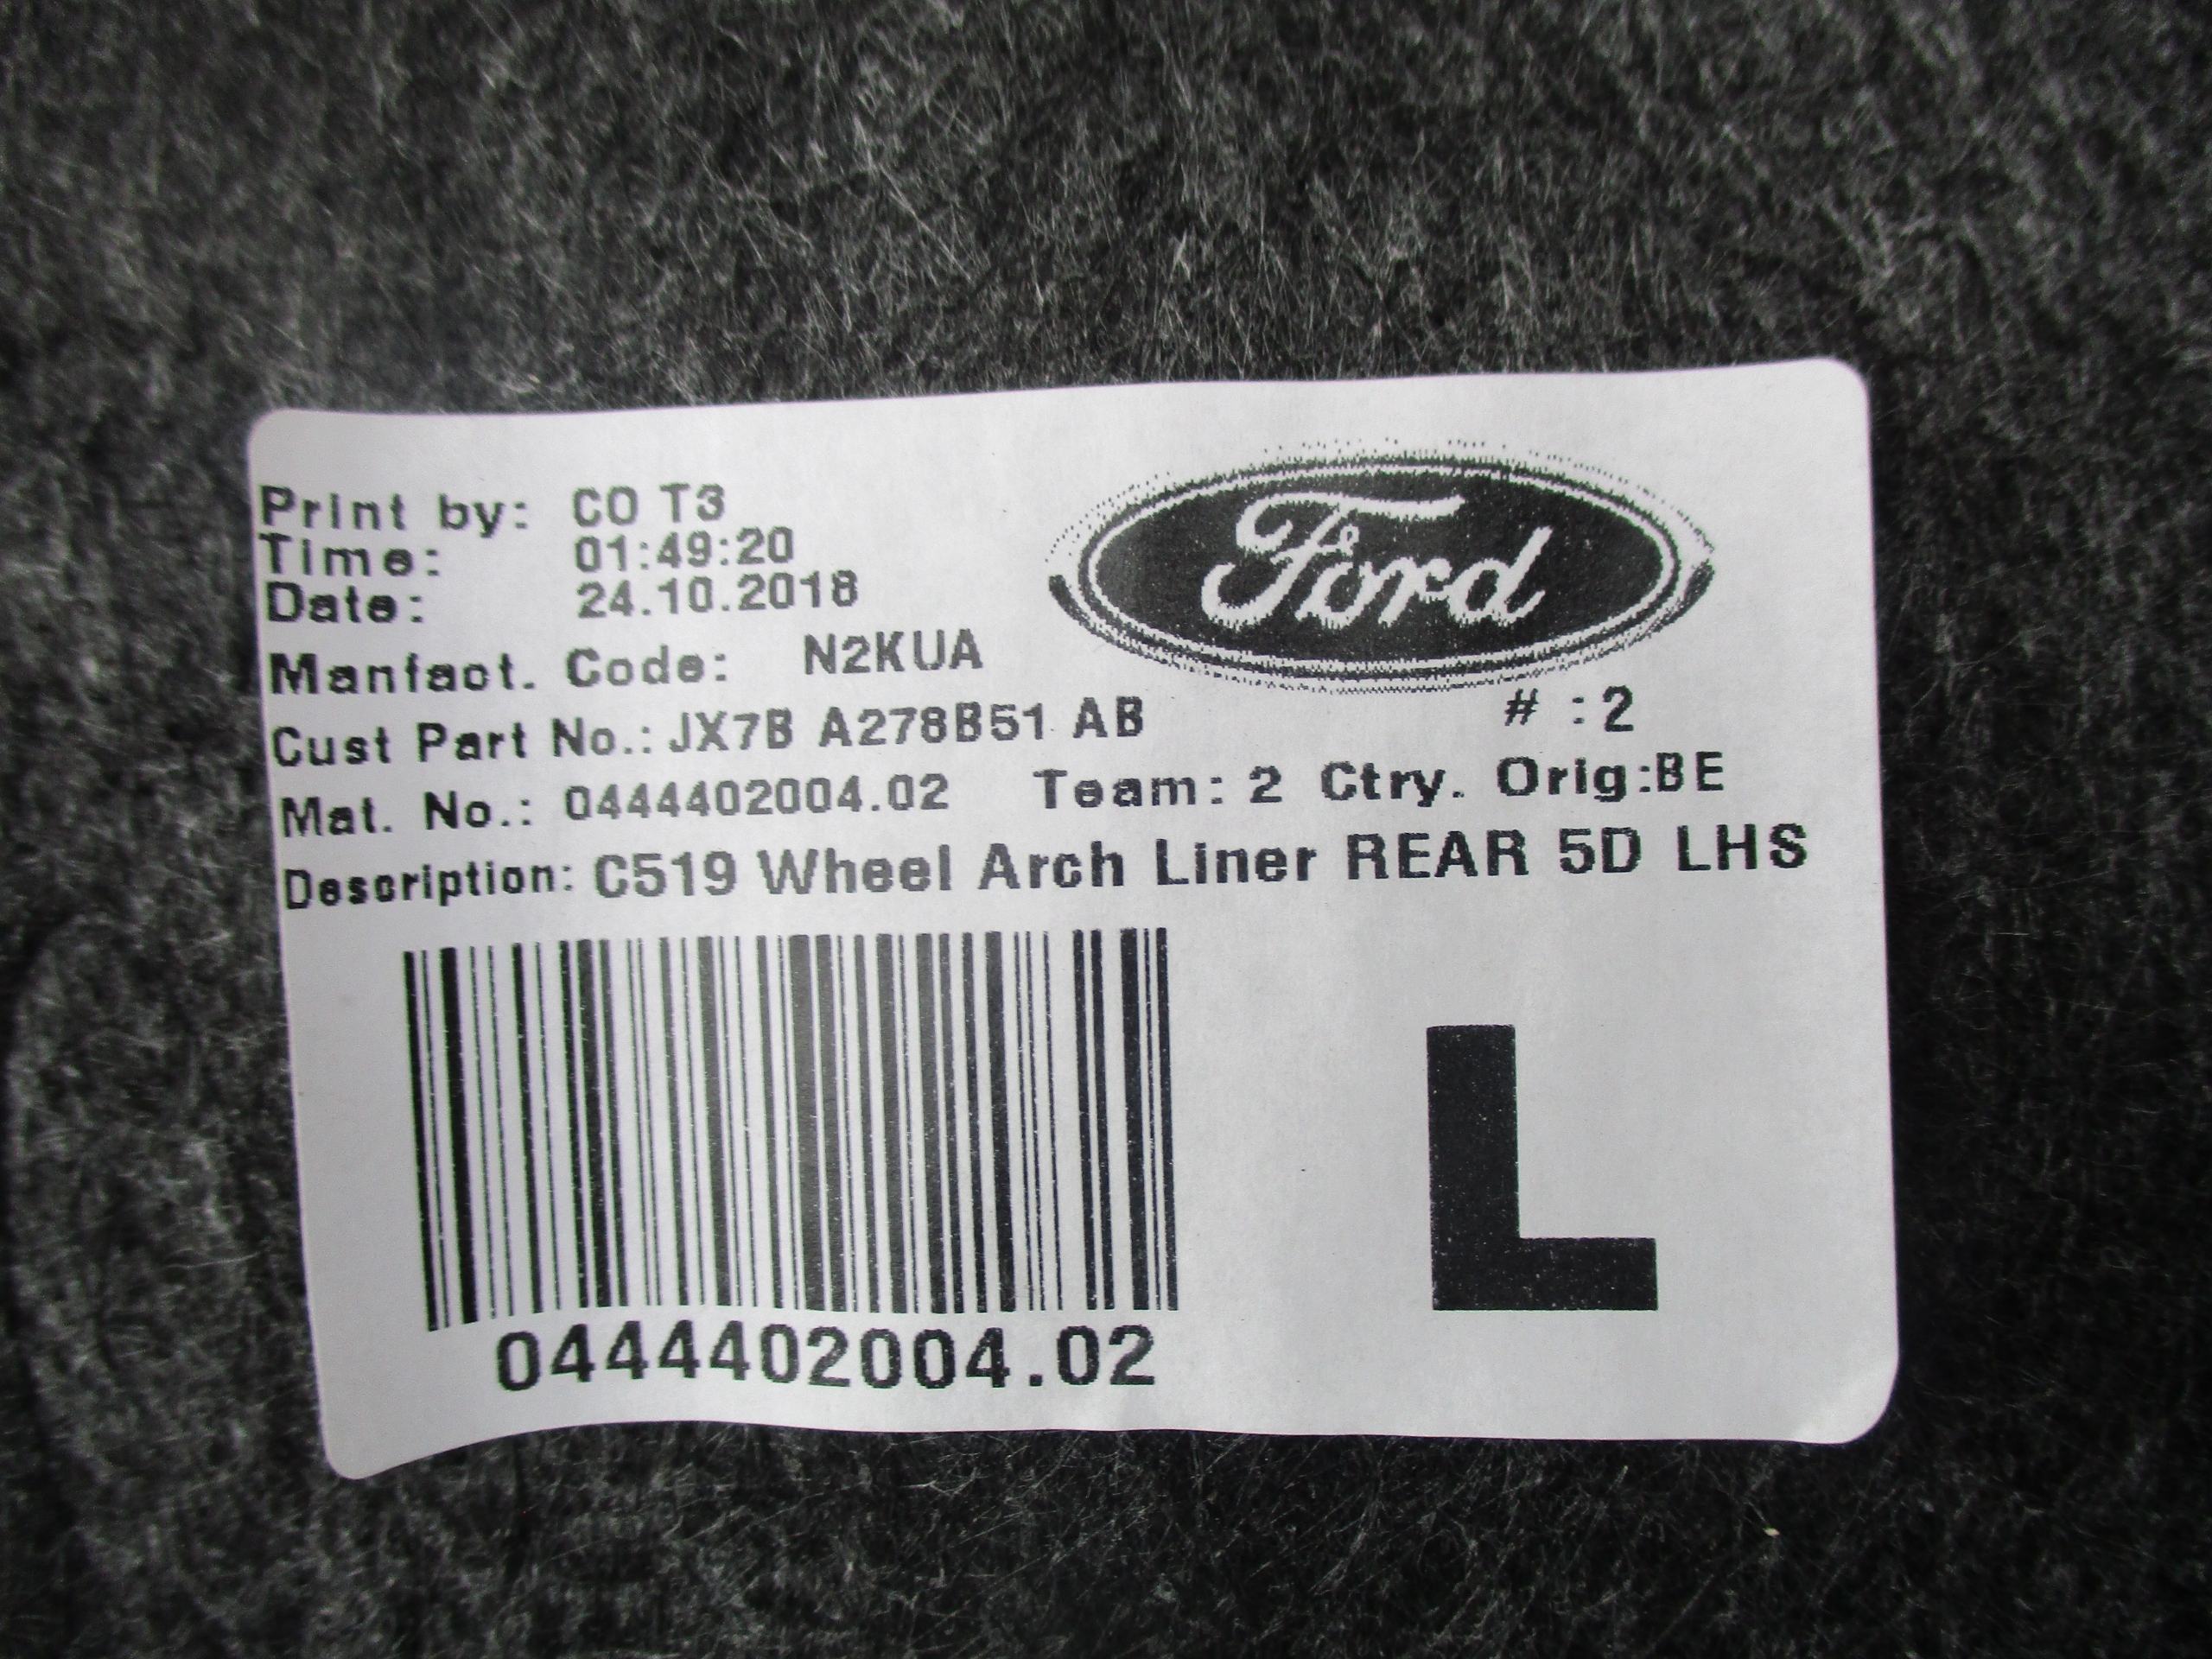 Print by: CO T3
Time: 01:49:20
Date: 24.10.2018
Ford
Manfact. Code: N2KUA
Cust Part No.: JX7B A278B51 AB # :2
Mat. No.: 0444402004.02 Team: 2 Ctry. Orig:BE
Description: C519 Wheel Arch Liner REAR 5D LHS
0444402004.02
L